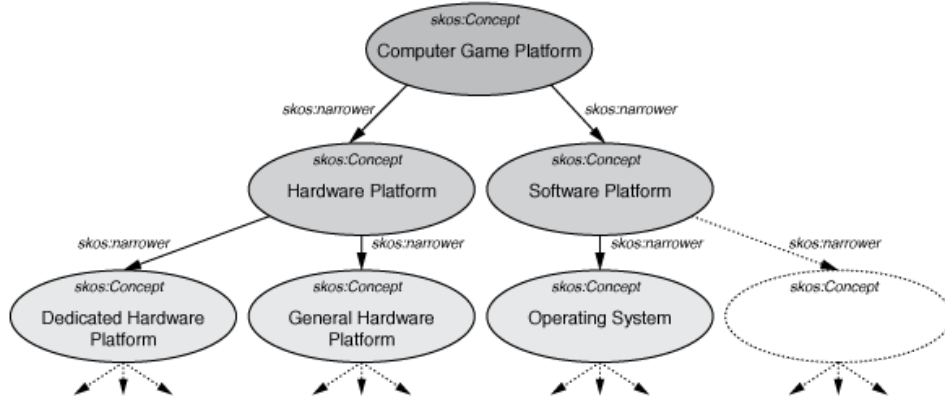 skos:Concept
Computer Game Platform
skos:narrower
skos:narrower
skos:Concept
Hardware Platform
skos:Concept
Software Platform
skos:narrower
skos:narrower
skos:narrower
skos:narrower
skos:Concept
Dedicated Hardware
Platform
skos:Concept
General Hardware
Platform
skos:Concept
Operating System
skos:Concept